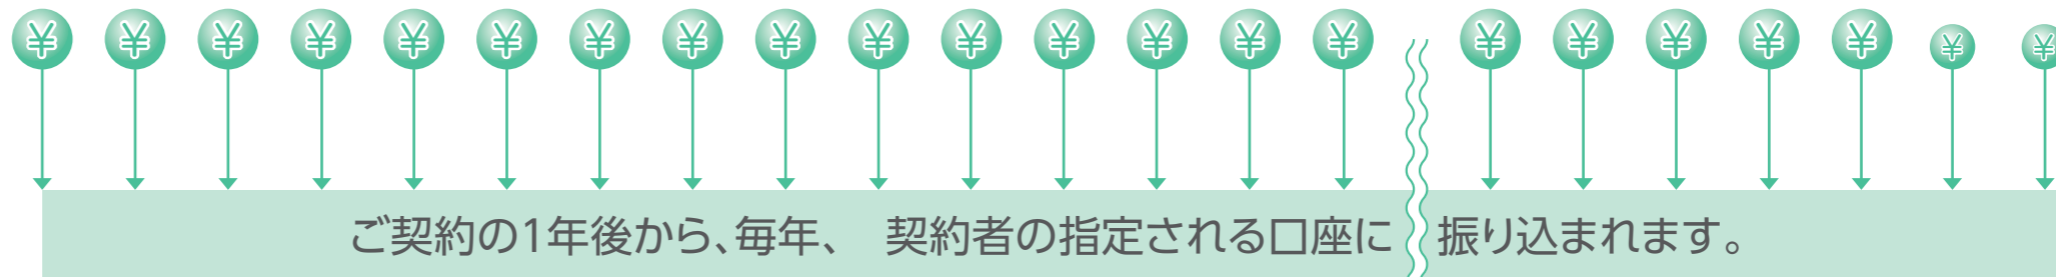 ¥ ¥ ¥ ¥ ¥ ¥ ¥ ¥ ¥ ¥ ¥ ¥ ¥ ¥ ¥ ¥ ¥ ¥ ¥ ¥ ¥ ¥
ご契約の1年後から、毎年、 契約者の指定される口座に 振り込まれます。